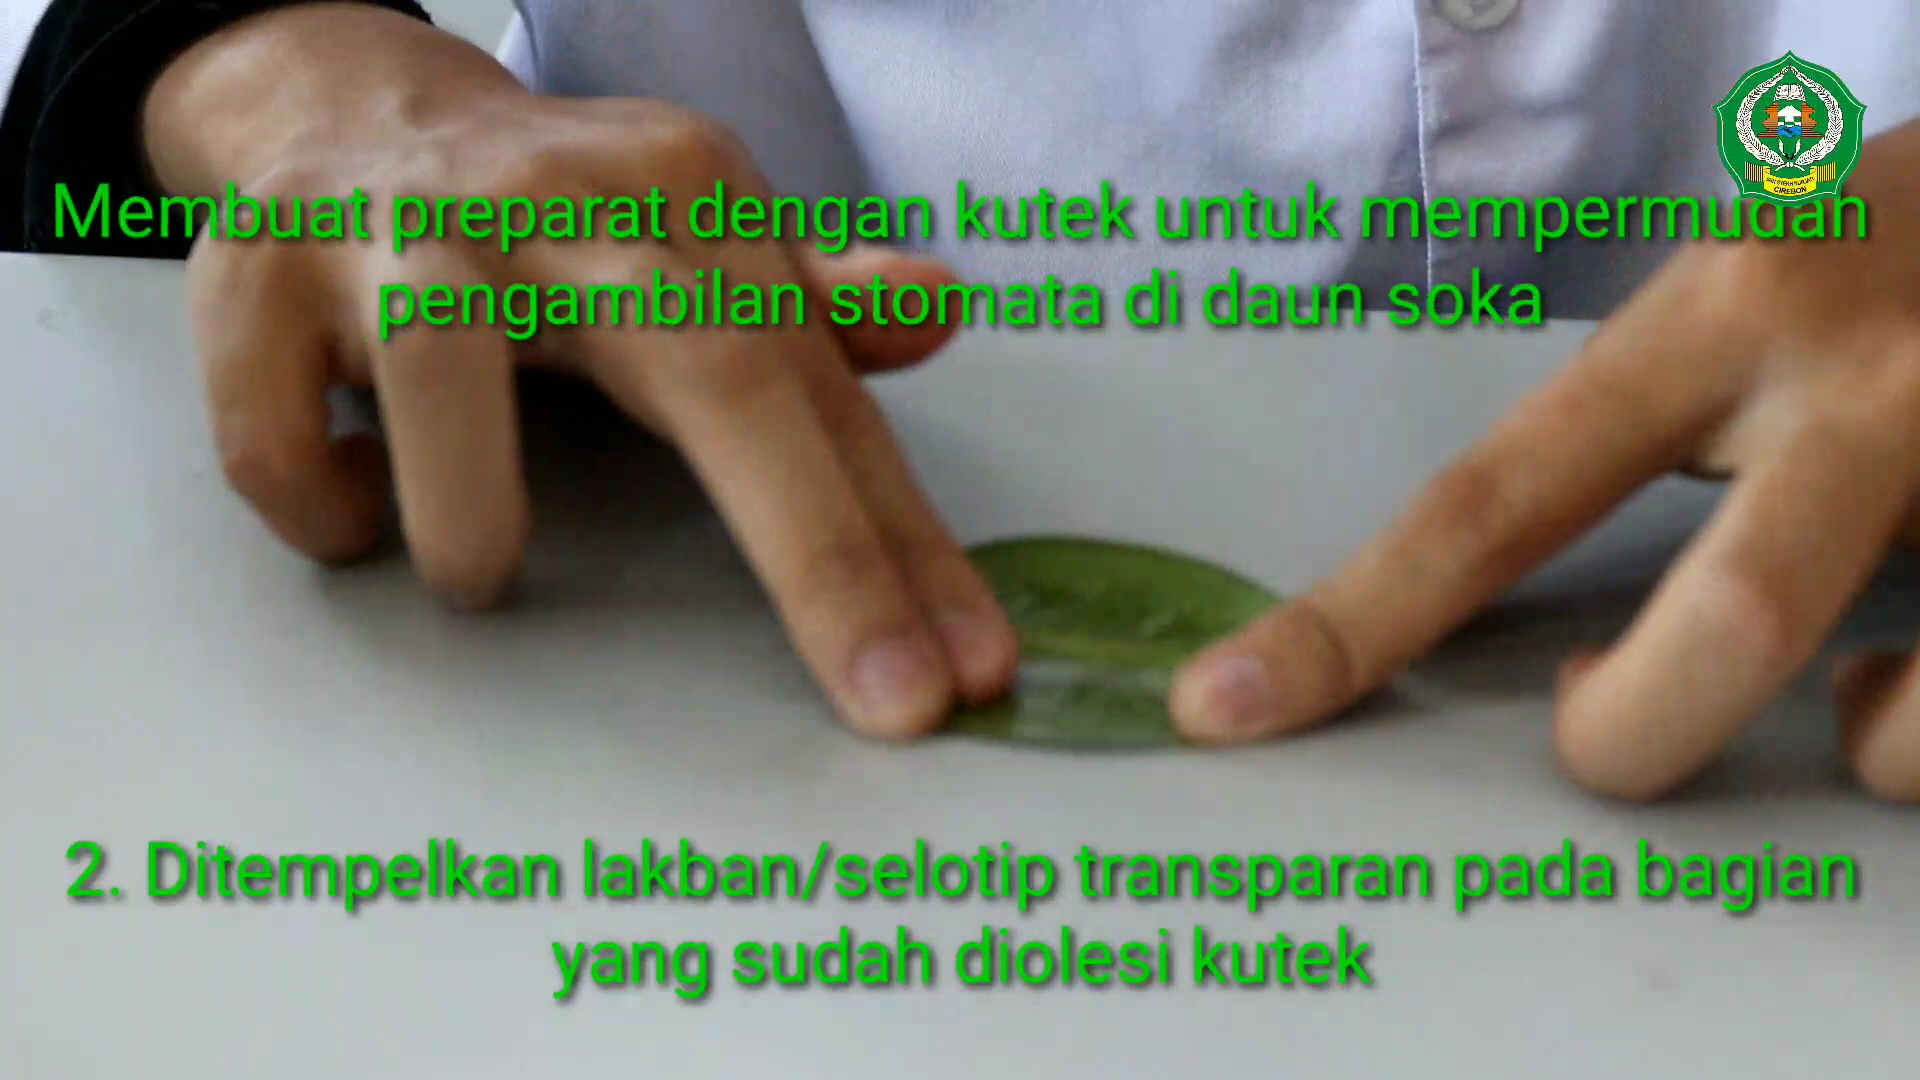 Membuat preparat dengan kutek untuk mempermudah
pengambilan stomata di daun soka
CIREBON
2. Ditempelkan lakban/selotip transparan pada bagian
yang sudah diolesi kutek